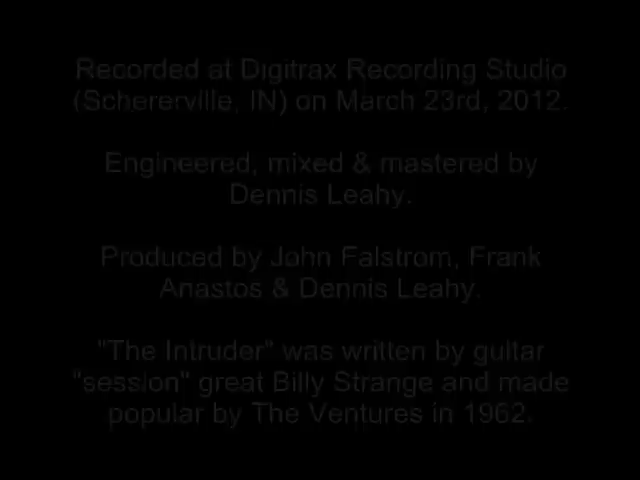 Recorded at Digitrax Recording Studio
(Schererville, IN) on March 23rd, 2012.
Engineered, mixed & mastered by
Dennis Leahy.
Produced by John Falstrom, Frank
Anastos & Dennis Leahy.
"The Intruder" was written by guitar
"session" great Billy Strange and made
popular by The Ventures in 1962.